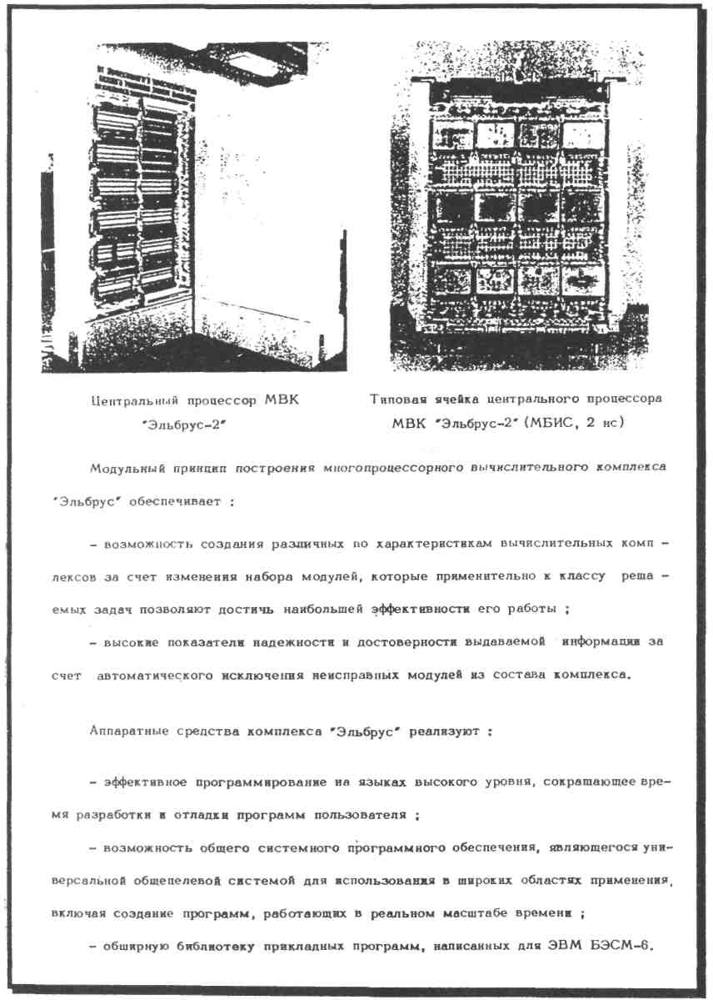 Центральный процессор МВК
"Эльбрус-2"
Типовая ячейка центрального процессора
МВК "Эльбрус-2" (МБИС, 2 нс)
Модульный принцип построения многопроцессорного вычислительного комплекса
"Эльбрус" обеспечивает :
– возможность создания различных по характеристикам вычислительных комп –
лексов за счет изменения набора модулей, которые применительно к классу реша –
емых задач позволяют достичь наибольшей эффективности его работы ;
– высокие показатели надежности и достоверности выдаваемой информации за
счет автоматического исключения неисправных модулей из состава комплекса.
Аппаратные средства комплекса "Эльбрус" реализуют :
– эффективное программирование на языках высокого уровня, сокращающее вре–
мя разработки и отладки программ пользователя ;
– возможность общего системного программного обеспечения, являющегося уни–
версальной общецелевой системой для использования в широких областях применения,
включая создание программ, работающих в реальном масштабе времени ;
– обширную библиотеку прикладных программ, написанных для ЭВМ БЭСМ–6.